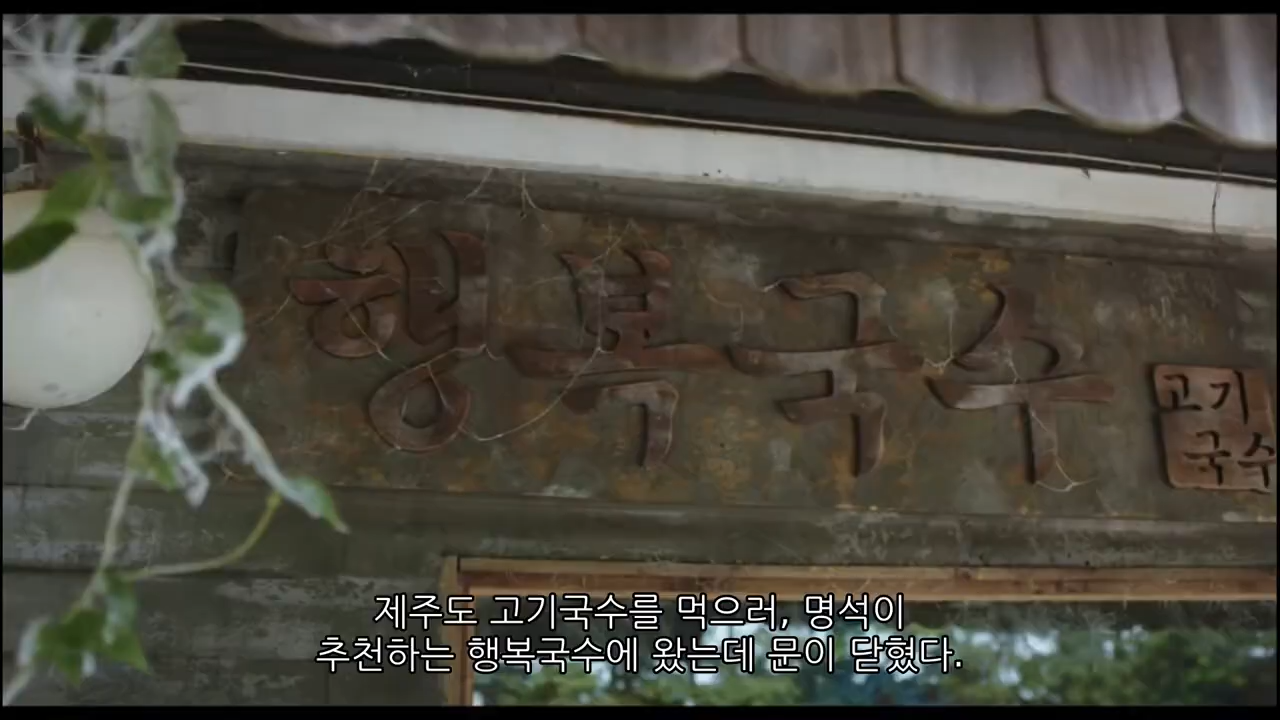 행복국수
고기
국수
제주도 고기국수를 먹으러, 명석이
추천하는 행복국수에 왔는데 문이 닫혔다.